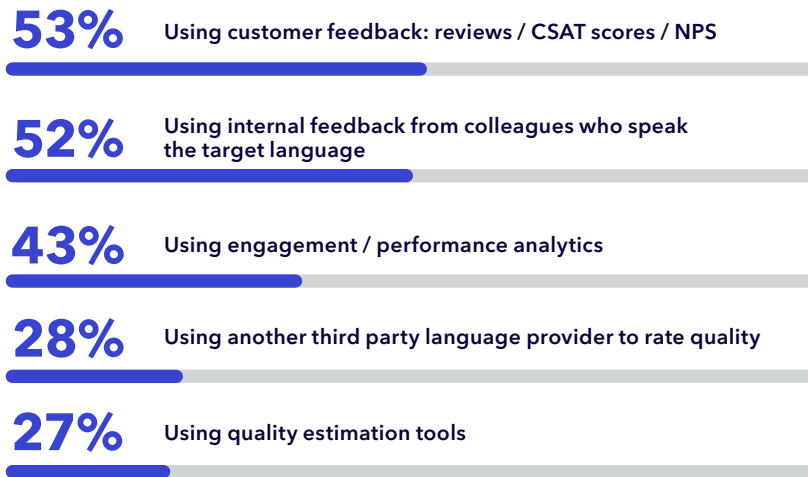 53% Using customer feedback: reviews / CSAT scores / NPS
52% Using internal feedback from colleagues who speak
the target language
43% Using engagement / performance analytics
28% Using another third party language provider to rate quality
27% Using quality estimation tools